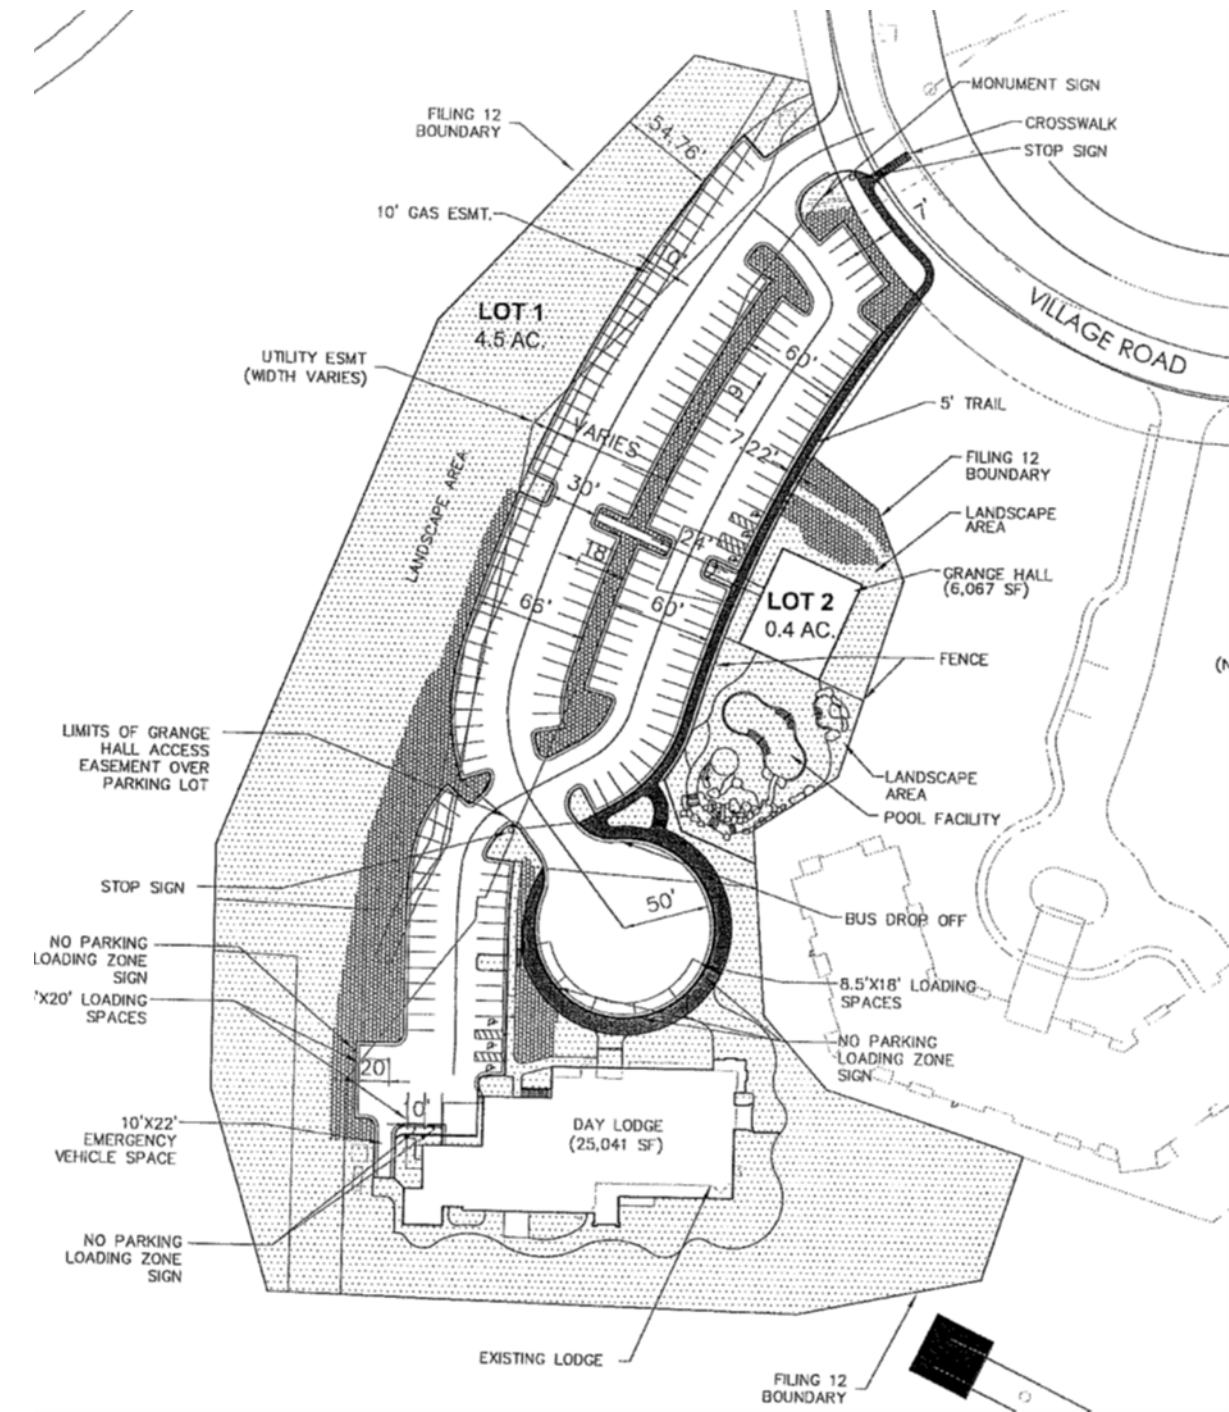 MONUMENT SIGN
CROSSWALK
STOP SIGN
FILING 12
BOUNDARY
54.76'
10' GAS ESMT.
10'
LOT 1
4.5 AC.
VILLAGE ROAD
UTILITY ESMT
(WIDTH VARIES)
60'
9'
5' TRAIL
VARIES
7.22'
FILING 12
BOUNDARY
LANDSCAPE AREA
30'
LANDSCAPE
AREA
24'
18'
GRANGE HALL
(6,067 SF)
LOT 2
0.4 AC.
66'
60'
FENCE
LIMITS OF GRANGE
HALL ACCESS
EASEMENT OVER
PARKING LOT
LANDSCAPE
AREA
POOL FACILITY
STOP SIGN
50'
BUS DROP OFF
NO PARKING
LOADING ZONE
SIGN
'X20' LOADING
SPACES
8.5'X18' LOADING
SPACES
NO PARKING
LOADING ZONE
SIGN
20'
0'
10'X22'
EMERGENCY
VEHICLE SPACE
DAY LODGE
(25,041 SF)
NO PARKING
LOADING ZONE
SIGN
EXISTING LODGE
FILING 12
BOUNDARY